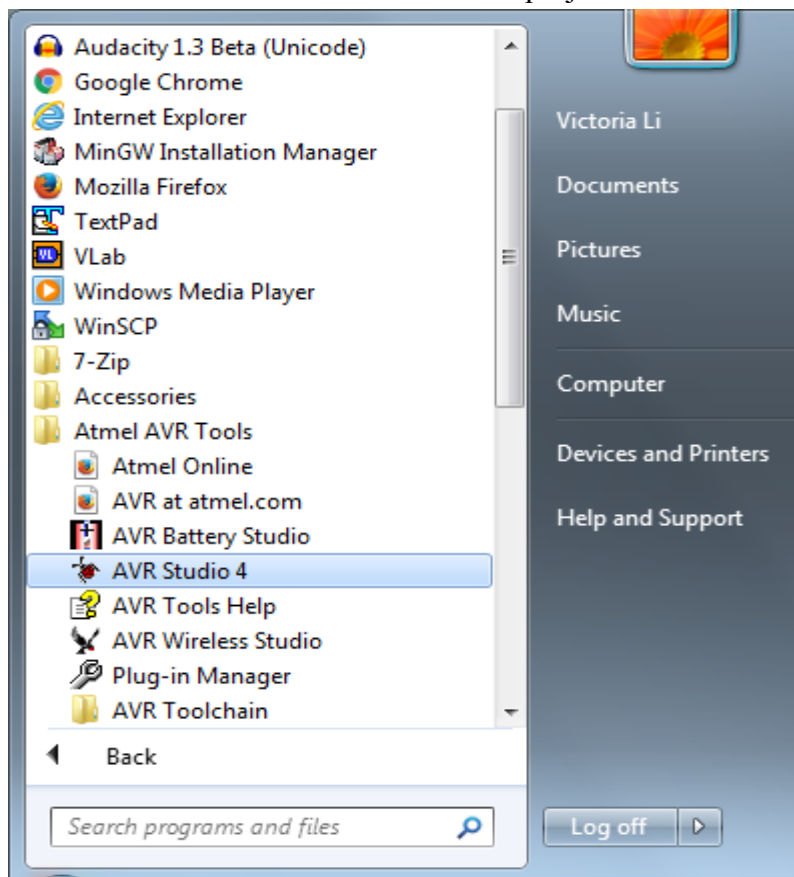 Audacity 1.3 Beta (Unicode)
Google Chrome
Internet Explorer
MinGW Installation Manager
Mozilla Firefox
TextPad
VLab
Windows Media Player
WinSCP
7-Zip
Accessories
Atmel AVR Tools
Atmel Online
AVR at atmel.com
AVR Battery Studio
AVR Studio 4
AVR Tools Help
AVR Wireless Studio
Plug-in Manager
AVR Toolchain
Back
Search programs and files
Victoria Li
Documents
Pictures
Music
Computer
Devices and Printers
Help and Support
Log off